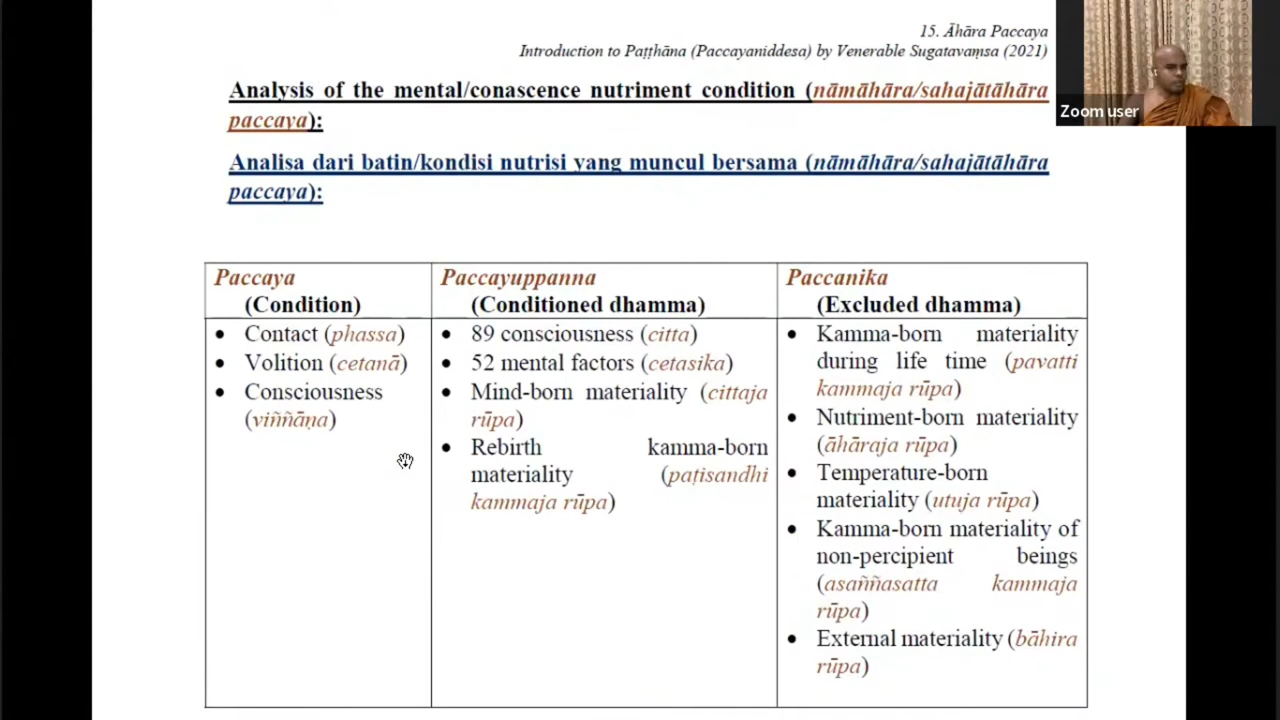 15. Āhāra Paccaya
Introduction to Paṭṭhāna (Paccayaniddesa) by Venerable Sugatavaṃsa (2021)
Zoom user
Analysis of the mental/conascence nutriment condition (nāmāhāra/sahajātāhāra
paccaya):
Analisa dari batin/kondisi nutrisi yang muncul bersama (nāmāhāra/sahajātāhāra
paccaya):
Paccaya
(Condition)
Contact (phassa)
Volition (cetanā)
Consciousness
(viññāṇa)
Paccayuppanna
(Conditioned dhamma)
89 consciousness (citta)
52 mental factors (cetasika)
Mind-born materiality (cittaja
rūpa)
Rebirth kamma-born
materiality (paṭisandhi
kammaja rūpa)
Paccanika
(Excluded dhamma)
Kamma-born materiality
during life time (pavatti
kammaja rūpa)
Nutriment-born materiality
(āhāraja rūpa)
Temperature-born
materiality (utuja rūpa)
Kamma-born materiality of
non-percipient beings
(asaññasatta kammaja
rūpa)
External materiality (bāhira
rūpa)